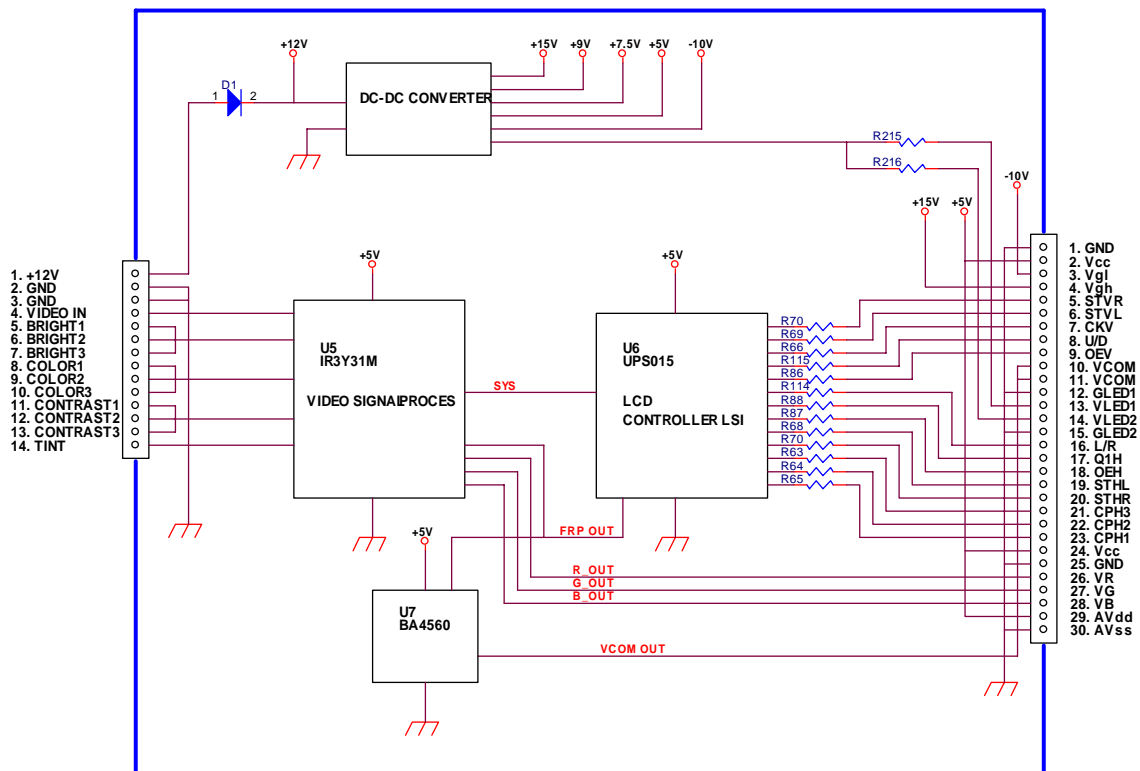 +12V
+15V
+9V
+7.5V
+5V
-10V
D1
1
2
DC-DC CONVERTER
R215
R216
-10V
+15V
+5V
+5V
+5V
1. +12V
2. GND
3. GND
4. VIDEO IN
5. BRIGHT1
6. BRIGHT2
7. BRIGHT3
8. COLOR1
9. COLOR2
10. COLOR3
11. CONTRAST1
12. CONTRAST2
13. CONTRAST3
14. TINT
U5
IR3Y31M
VIDEO SIGNALPROCES
SYS
U6
UPS015
LCD
CONTROLLER LSI
R70
R69
R66
R115
R86
R114
R88
R87
R68
R70
R63
R64
R65
1. GND
2. Vcc
3. Vgl
4. Vgh
5. STVR
6. STVL
7. CKV
8. U/D
9. OEV
10. VCOM
11. VCOM
12. GLED1
13. VLED1
14. VLED2
15. GLED2
16. L/R
17. Q1H
18. OEH
19. STHL
20. STHR
21. CPH3
22. CPH2
23. CPH1
24. Vcc
25. GND
26. VR
27. VG
28. VB
29. AVdd
30. AVss
+5V
FRP OUT
R_OUT
G_OUT
B_OUT
U7
BA4560
VCOM OUT